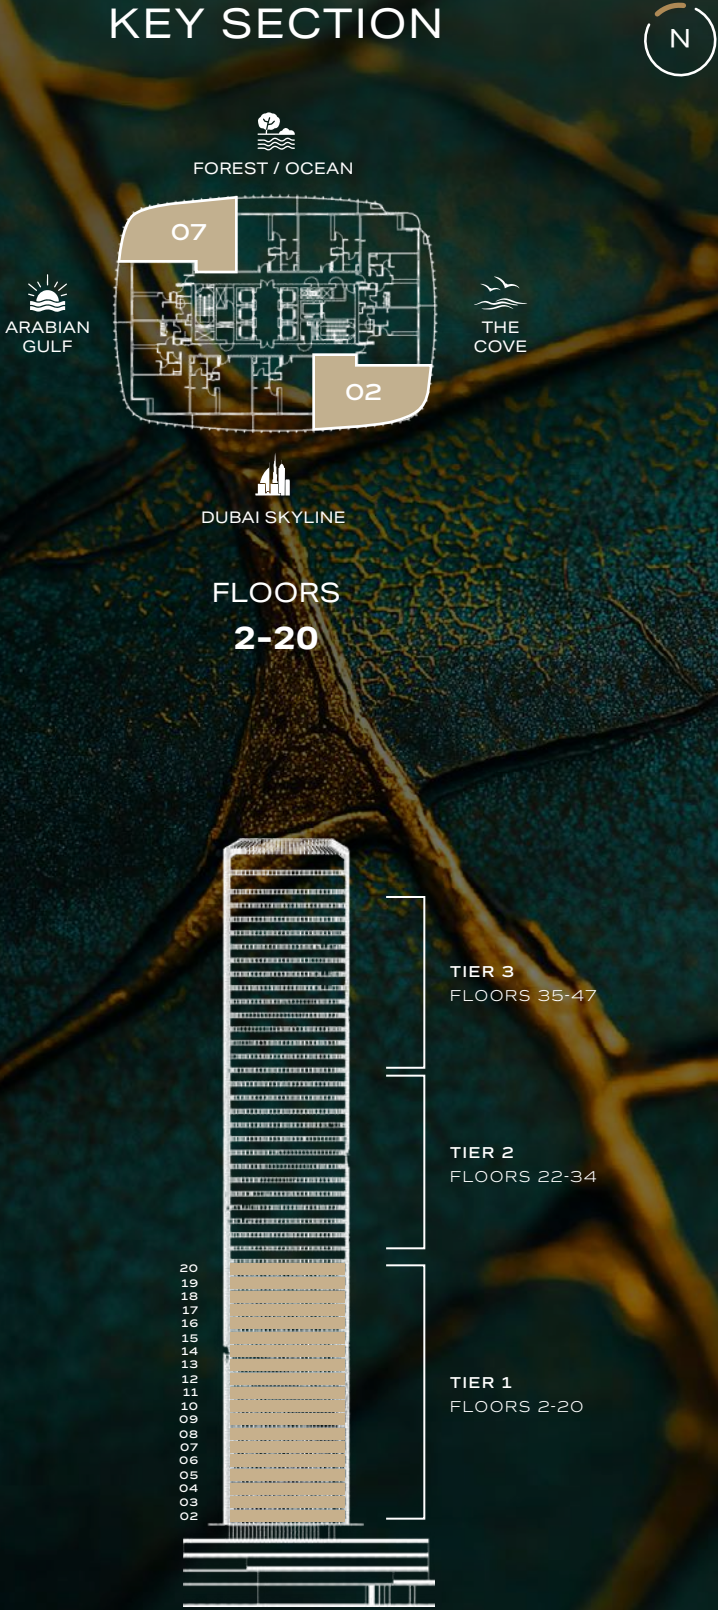 KEY SECTION
N
FOREST / OCEAN
07
ARABIAN
GULF
THE
COVE
02
DUBAI SKYLINE
FLOORS
2-20
TIER 3
FLOORS 35-47
TIER 2
FLOORS 22-34
20
19
18
17
16
15
14
13
12
11
10
09
08
07
06
05
04
03
02
TIER 1
FLOORS 2-20